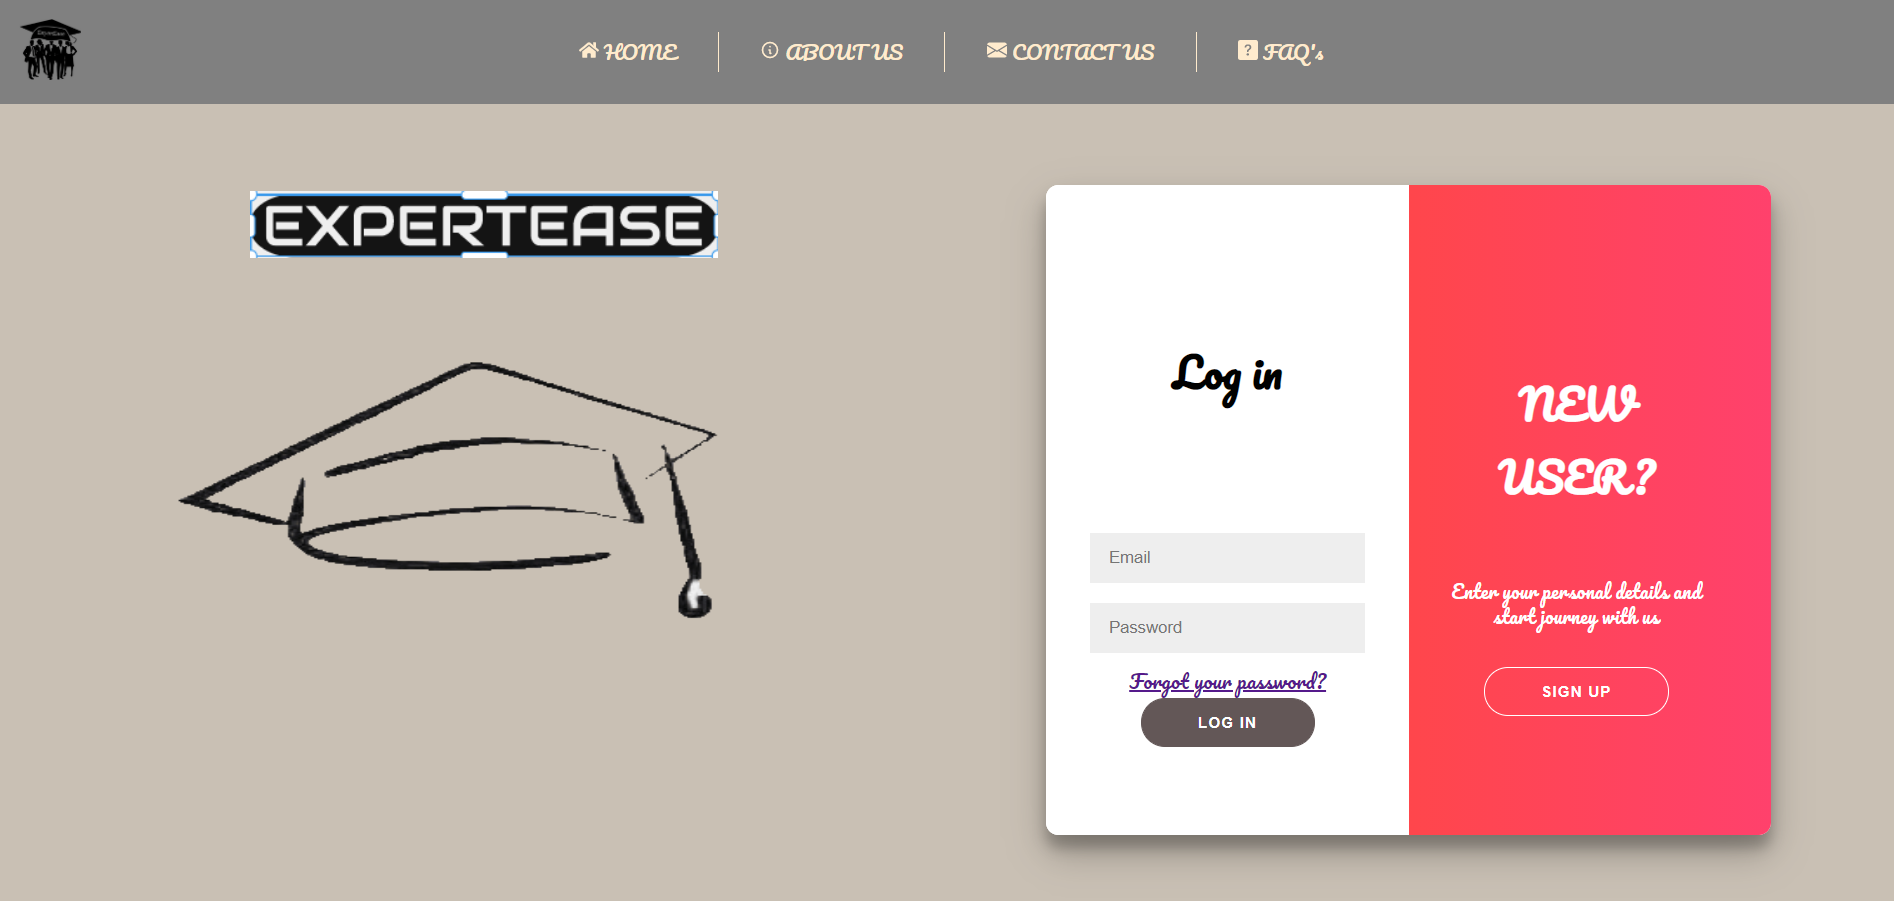 HOME
ABOUT US
CONTACT US
FAQ's
EXPERTEASE
Log in
Email
Password
Forgot your password?
LOG IN
NEW
USER?
Enter your personal details and
start journey with us
SIGN UP